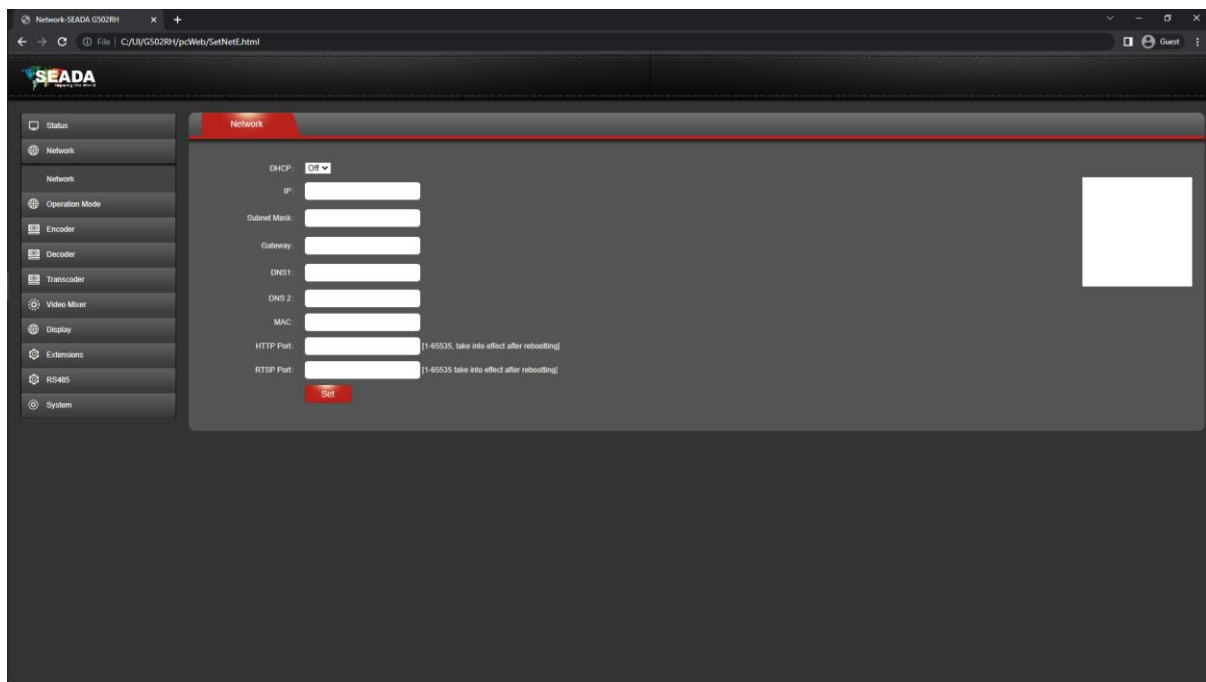 Network-SEADA G502RH
File | C:/UI/G502RH/pcWeb/SetNetE.html
Guest
SEADA
Status
Network
Network
Operation Mode
Encoder
Decoder
Transcoder
Video Mixer
Display
Extensions
RS485
System
Network
DHCP: Off
IP:
Subnet Mask:
Gateway:
DNS1:
DNS 2:
MAC:
HTTP Port: [1-65535, take into effect after rebootting]
RTSP Port: [1-65535 take into effect after rebootting]
Set